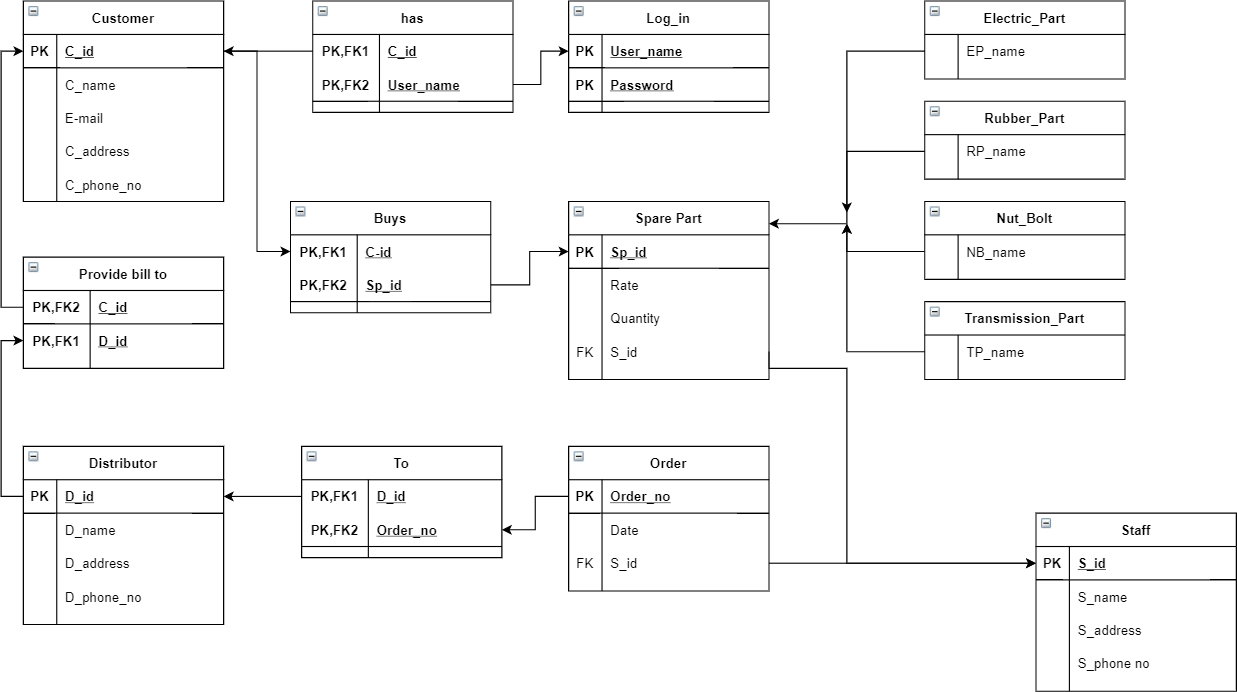 Customer
PK C_id
C_name
E-mail
C_address
C_phone_no
has
PK,FK1 C_id
PK,FK2 User_name
Log_in
PK User_name
PK Password
Electric_Part
EP_name
Rubber_Part
RP_name
Buys
PK,FK1 C-id
PK,FK2 Sp_id
Spare Part
PK Sp_id
Rate
Quantity
FK S_id
Nut_Bolt
NB_name
Transmission_Part
TP_name
Provide bill to
PK,FK2 C_id
PK,FK1 D_id
Distributor
PK D_id
D_name
D_address
D_phone_no
To
PK,FK1 D_id
PK,FK2 Order_no
Order
PK Order_no
Date
FK S_id
Staff
PK S_id
S_name
S_address
S_phone no